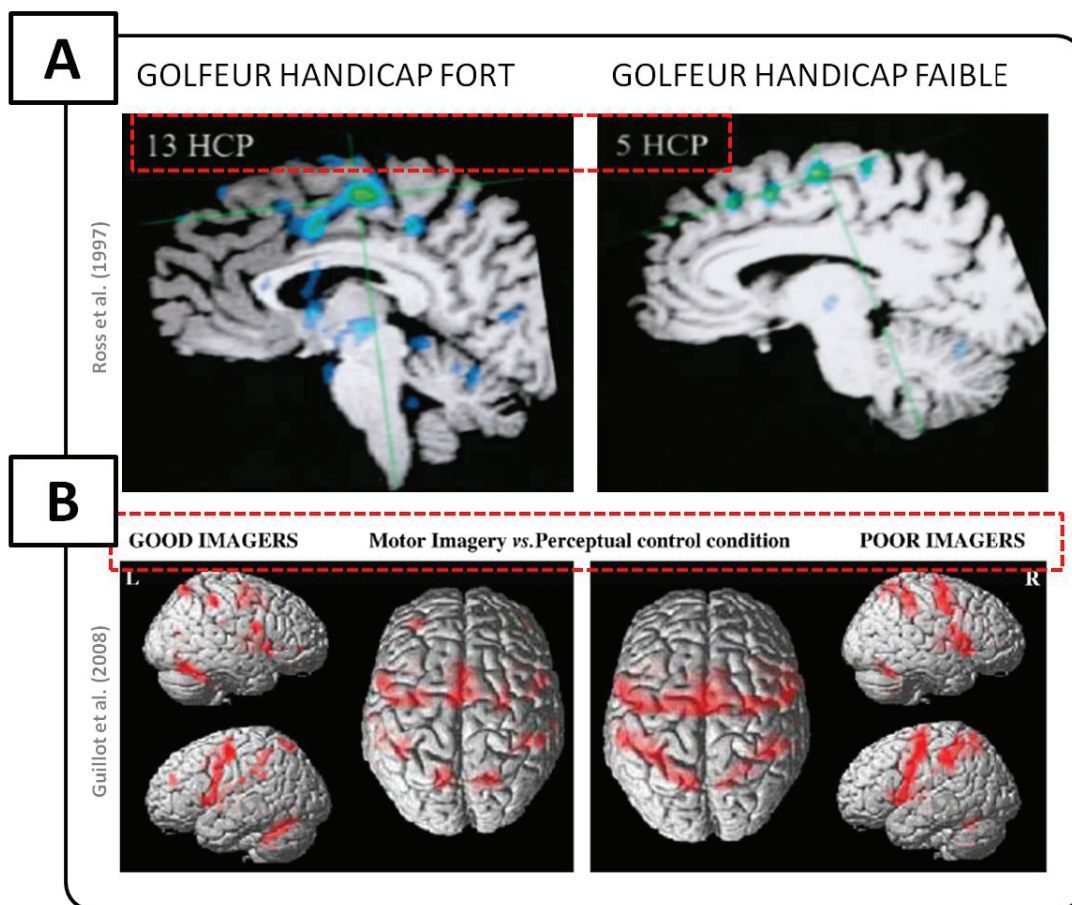 A
GOLFEUR HANDICAP FORT
GOLFEUR HANDICAP FAIBLE
13 HCP
5 HCP
Ross et al. (1997)
B
GOOD IMAGERS
Motor Imagery vs.Perceptual control condition
POOR IMAGERS
L
R
Guillot et al. (2008)